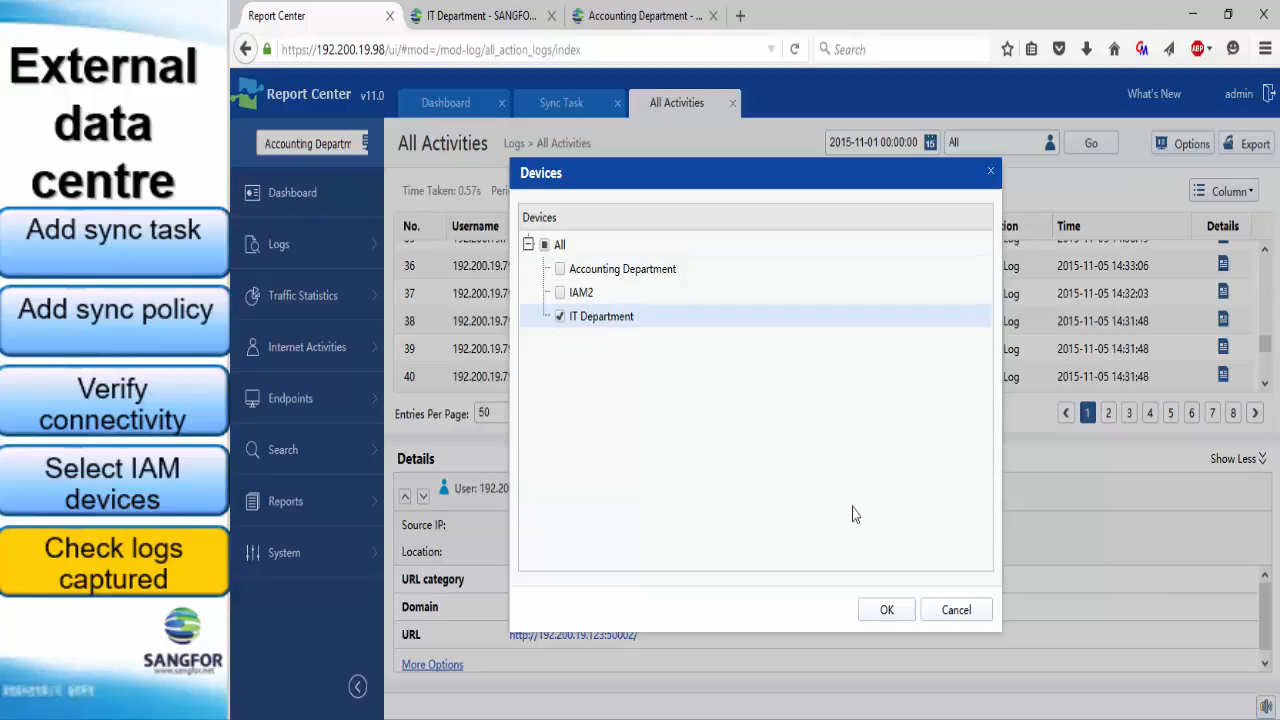 External
data
centre
Add sync task
Add sync policy
Verify
connectivity
Select IAM
devices
Check logs
captured
SANGFOR
www.sangfor.net
Report Center
IT Department - SANGFO...
Accounting Department - ...
https://192.200.19.98/ui/#mod=/mod-log/all_action_logs/index
Search
ABP
Report Center v11.0
Dashboard
Sync Task
All Activities
What's New
admin
Accounting Departm
All Activities
Logs > All Activities
2015-11-01 00:00:00
15
All
Go
Options
Export
Dashboard
Logs
Traffic Statistics
Internet Activities
Endpoints
Search
Reports
System
Time Taken: 0.57s
Column
No. Username Time Details
36 192.200.19.7 Log 2015-11-05 14:33:06
37 192.200.19.7 Log 2015-11-05 14:32:03
38 192.200.19.7 Log 2015-11-05 14:31:48
39 192.200.19.7 Log 2015-11-05 14:31:48
40 192.200.19.7 Log 2015-11-05 14:31:48
Entries Per Page: 50
1 2 3 4 5 6 7 8
Details
Show Less
User: 192.20
Source IP:
Location:
URL category
Domain
URL http://192.200.19.123:50002/
More Options
Devices
Devices
All
Accounting Department
IAM2
IT Department
OK
Cancel